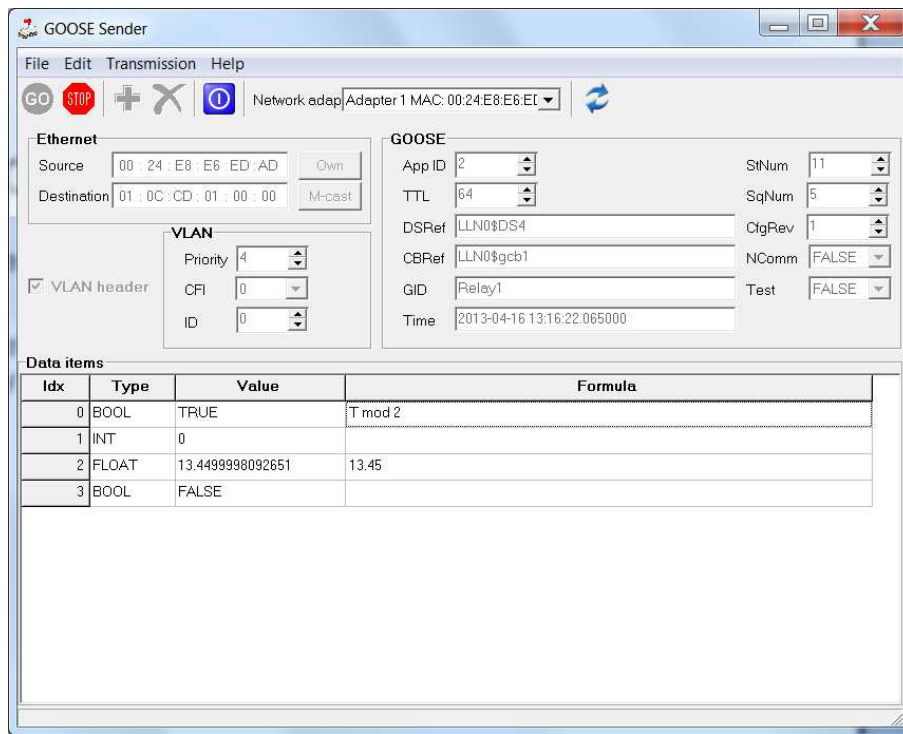 GOOSE Sender
File Edit Transmission Help
GO STOP Network adap Adapter 1 MAC: 00:24:E8:E6:E
Ethernet
Source 00 : 24 : E8 : E6 : ED : AD Own
Destination 01 : 0C : CD : 01 : 00 : 00 M-cast
VLAN header
VLAN
Priority 4
CFI 0
ID 0
GOOSE
App ID 2
TTL 64
DSRef LLN0$DS4
CBRef LLN0$gcb1
GID Relay1
Time 2013-04-16 13:16:22.065000
StNum 11
SqNum 5
CfgRev 1
NComm FALSE
Test FALSE
Data items
Idx Type Value Formula
0 BOOL TRUE T mod 2
1 INT 0
2 FLOAT 13.4499998092651 13.45
3 BOOL FALSE